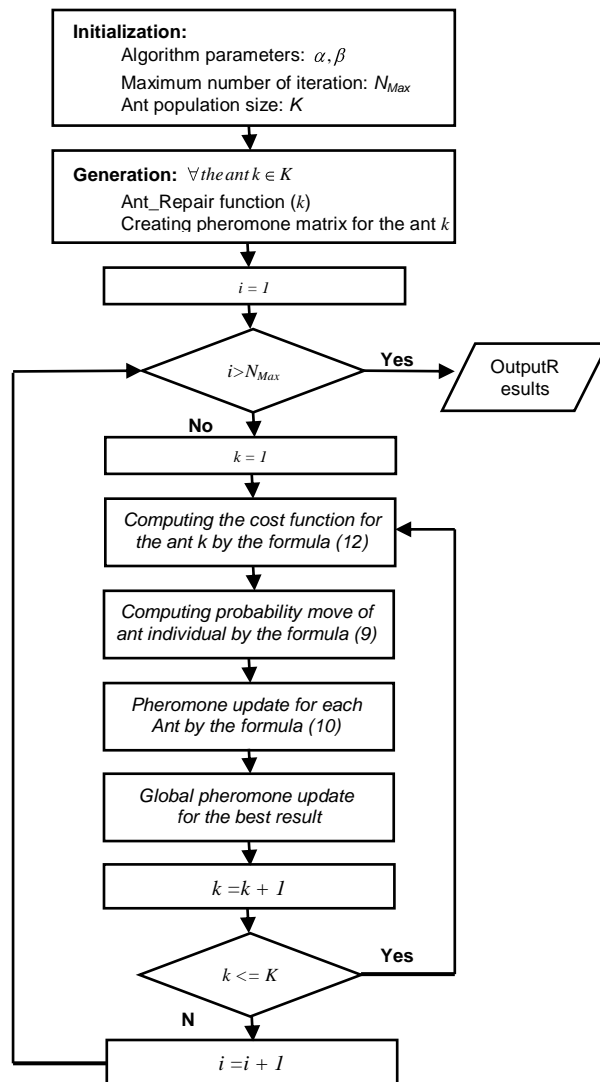 Initialization:
Algorithm parameters: α, β
Maximum number of iteration: N_Max
Ant population size: K
Generation: ∀ the ant k ∈ K
Ant_Repair function (k)
Creating pheromone matrix for the ant k
i = 1
i>N_Max
Yes
OutputR
esults
No
k = 1
Computing the cost function for
the ant k by the formula (12)
Computing probability move of
ant individual by the formula (9)
Pheromone update for each
Ant by the formula (10)
Global pheromone update
for the best result
k =k + 1
k <= K
Yes
N
i =i + 1